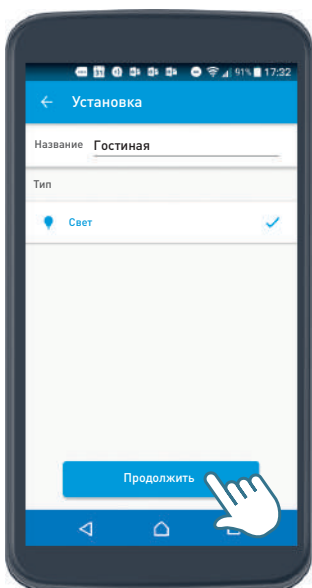 91% 17:32
Установка
Название Гостиная
Тип
Свет
Продолжить